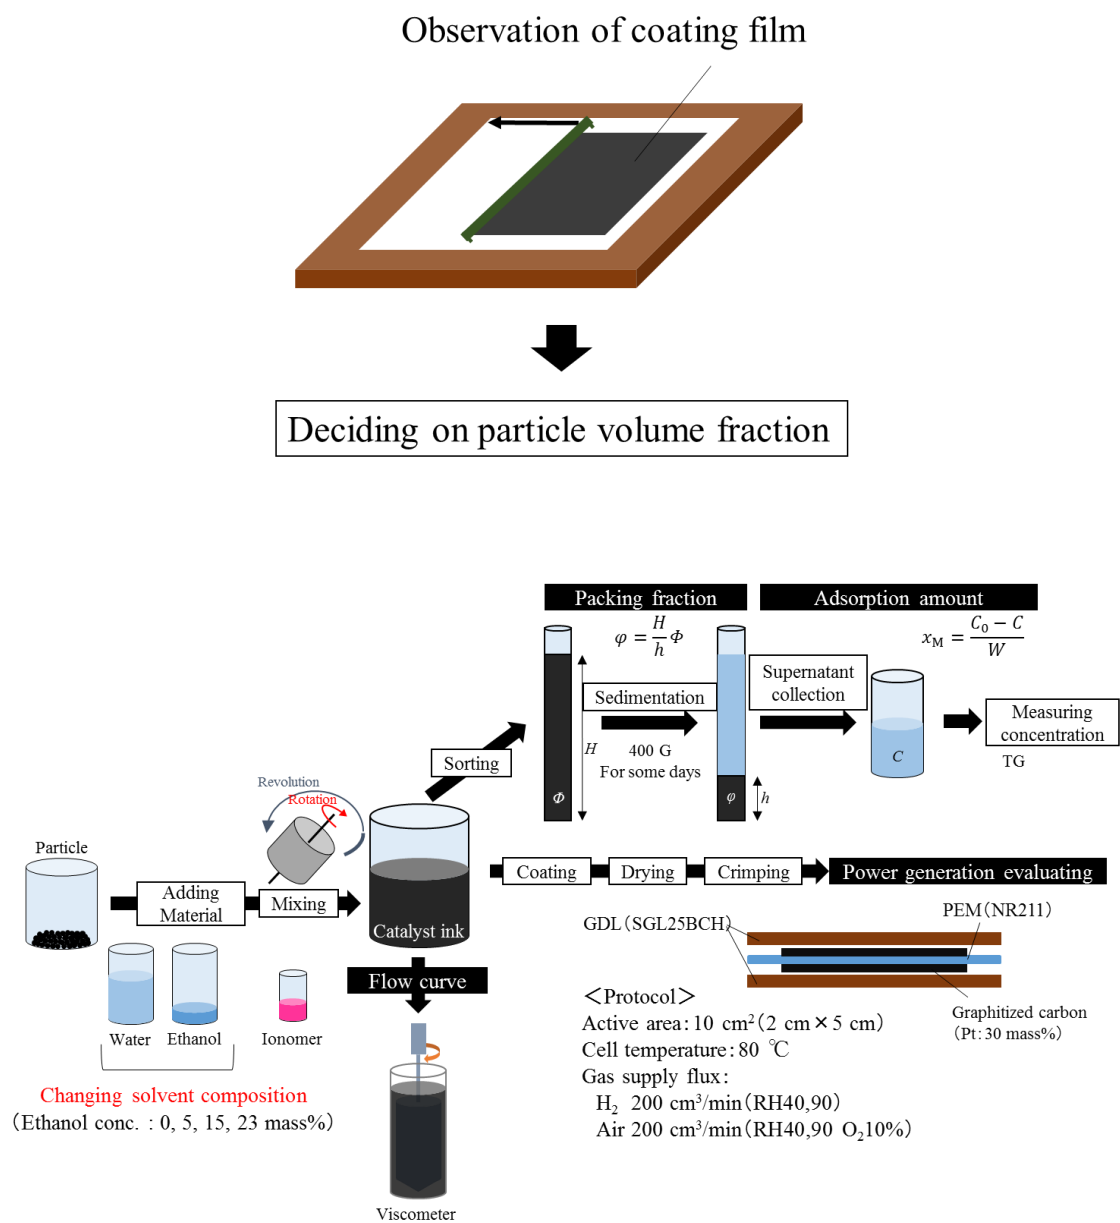 Observation of coating film
Deciding on particle volume fraction
Packing fraction
Adsorption amount
φ = H/h Φ
x_M = (C₀ − C)/W
Sedimentation
400 G
For some days
Supernatant
collection
Measuring
concentration
TG
H
Φ
φ
h
C
Sorting
Revolution
Rotation
Particle
Adding
Material
Mixing
Catalyst ink
Coating
Drying
Crimping
Power generation evaluating
Water
Ethanol
Ionomer
Changing solvent composition
(Ethanol conc. : 0, 5, 15, 23 mass%)
Flow curve
Viscometer
GDL(SGL25BCH)
PEM(NR211)
Graphitized carbon
(Pt: 30 mass%)
<Protocol>
Active area: 10 cm²(2 cm × 5 cm)
Cell temperature: 80 ℃
Gas supply flux:
H₂ 200 cm³/min(RH40,90)
Air 200 cm³/min(RH40,90 O₂10%)